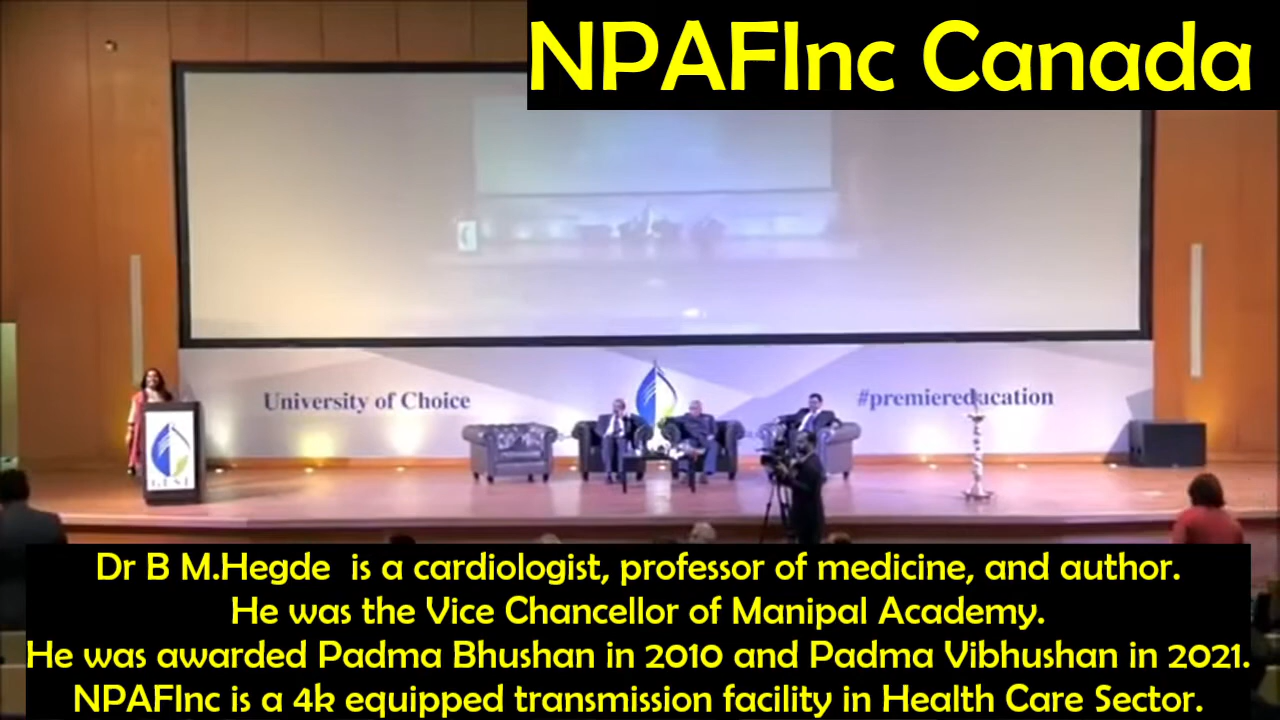 NPAFInc Canada
University of Choice
#premiereducation
Dr B M.Hegde is a cardiologist, professor of medicine, and author.
He was the Vice Chancellor of Manipal Academy.
He was awarded Padma Bhushan in 2010 and Padma Vibhushan in 2021.
NPAFInc is a 4k equipped transmission facility in Health Care Sector.